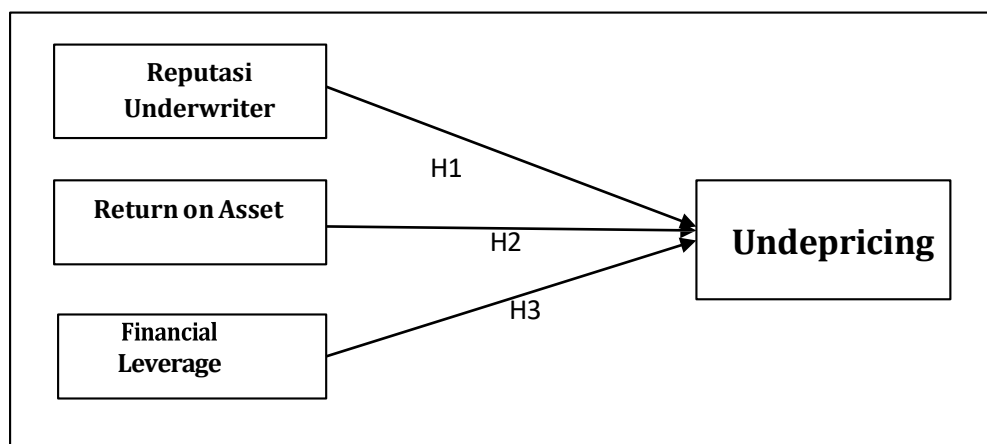 Reputasi
Underwriter
H1
Return on Asset
H2
Undepricing
H3
Financial
Leverage